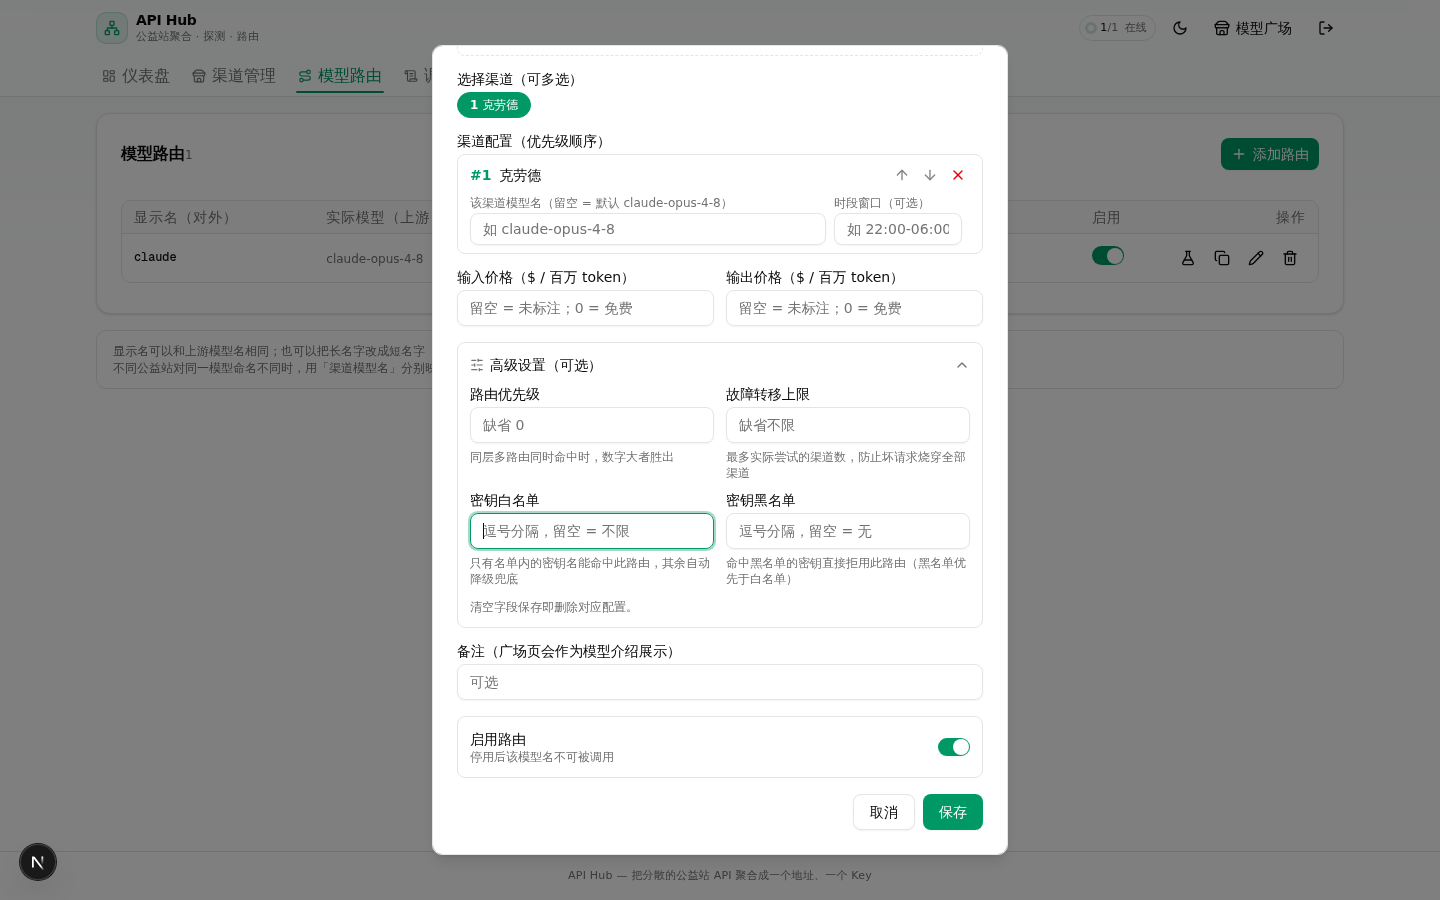 API Hub
公益站聚合 · 探测 · 路由
1/1 在线
模型广场
仪表盘
渠道管理
模型路由
模型路由1
添加路由
显示名（对外）
实际模型（上游
启用
操作
claude
claude-opus-4-8
显示名可以和上游模型名相同；也可以把长名字改成短名字
不同公益站对同一模型命名不同时，用「渠道模型名」分别
选择渠道（可多选）
1 克劳德
渠道配置（优先级顺序）
#1 克劳德
该渠道模型名（留空 = 默认 claude-opus-4-8）
时段窗口（可选）
如 claude-opus-4-8
如 22:00-06:00
输入价格（$ / 百万 token）
输出价格（$ / 百万 token）
留空 = 未标注；0 = 免费
留空 = 未标注；0 = 免费
高级设置（可选）
路由优先级
故障转移上限
缺省 0
缺省不限
同层多路由同时命中时，数字大者胜出
最多实际尝试的渠道数，防止坏请求烧穿全部
渠道
密钥白名单
密钥黑名单
逗号分隔，留空 = 不限
逗号分隔，留空 = 无
只有名单内的密钥名能命中此路由，其余自动
降级兜底
命中黑名单的密钥直接拒用此路由（黑名单优
先于白名单）
清空字段保存即删除对应配置。
备注（广场页会作为模型介绍展示）
可选
启用路由
停用后该模型名不可被调用
取消
保存
N
API Hub — 把分散的公益站 API 聚合成一个地址、一个 Key